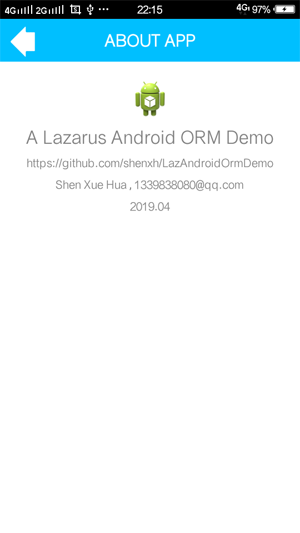 4G 2G 22:15 4G 97%
ABOUT APP
A Lazarus Android ORM Demo
https://github.com/shenxh/LazAndroidOrmDemo
Shen Xue Hua , 1339838080@qq.com
2019.04